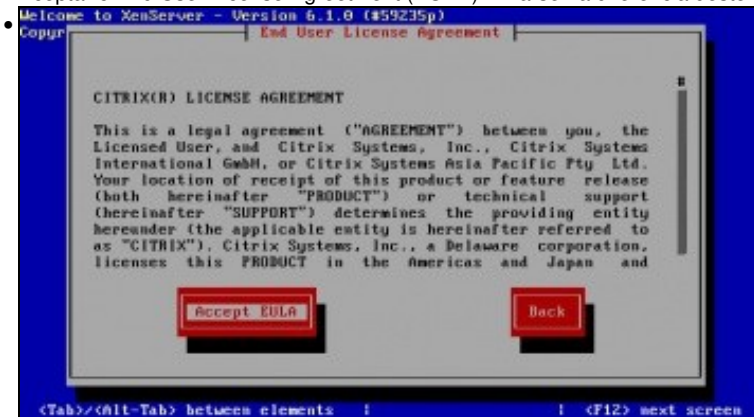 Welcome to XenServer - Version 6.1.0 (#59235p)
Copyr
End User License Agreement
CITRIX(R) LICENSE AGREEMENT
This is a legal agreement ("AGREEMENT") between you, the
Licensed User, and Citrix Systems, Inc., Citrix Systems
International GmbH, or Citrix Systems Asia Pacific Pty Ltd.
Your location of receipt of this product or feature release
(both hereinafter "PRODUCT") or technical support
(hereinafter "SUPPORT") determines the providing entity
hereunder (the applicable entity is hereinafter referred to
as "CITRIX"). Citrix Systems, Inc., a Delaware corporation,
licenses this PRODUCT in the Americas and Japan and
Accept EULA Back
<Tab>/<Alt-Tab> between elements | | <F12> next screen